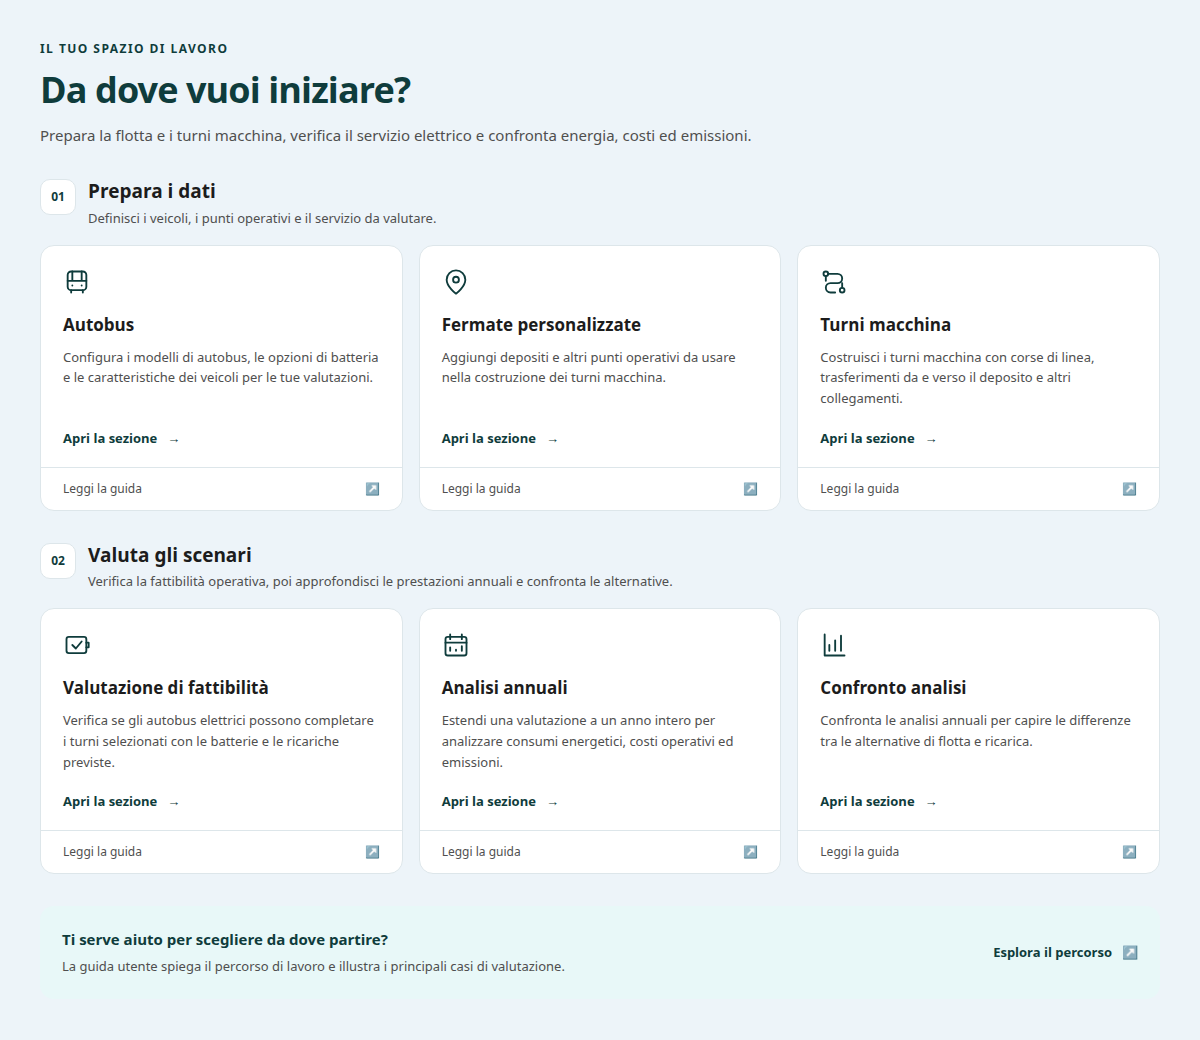 IL TUO SPAZIO DI LAVORO
Da dove vuoi iniziare?
Prepara la flotta e i turni macchina, verifica il servizio elettrico e confronta energia, costi ed emissioni.
01
Prepara i dati
Definisci i veicoli, i punti operativi e il servizio da valutare.
Autobus
Configura i modelli di autobus, le opzioni di batteria
e le caratteristiche dei veicoli per le tue valutazioni.
Apri la sezione →
Leggi la guida ↗
Fermate personalizzate
Aggiungi depositi e altri punti operativi da usare
nella costruzione dei turni macchina.
Apri la sezione →
Leggi la guida ↗
Turni macchina
Costruisci i turni macchina con corse di linea,
trasferimenti da e verso il deposito e altri
collegamenti.
Apri la sezione →
Leggi la guida ↗
02
Valuta gli scenari
Verifica la fattibilità operativa, poi approfondisci le prestazioni annuali e confronta le alternative.
Valutazione di fattibilità
Verifica se gli autobus elettrici possono completare
i turni selezionati con le batterie e le ricariche
previste.
Apri la sezione →
Leggi la guida ↗
Analisi annuali
Estendi una valutazione a un anno intero per
analizzare consumi energetici, costi operativi ed
emissioni.
Apri la sezione →
Leggi la guida ↗
Confronto analisi
Confronta le analisi annuali per capire le differenze
tra le alternative di flotta e ricarica.
Apri la sezione →
Leggi la guida ↗
Ti serve aiuto per scegliere da dove partire?
La guida utente spiega il percorso di lavoro e illustra i principali casi di valutazione.
Esplora il percorso ↗